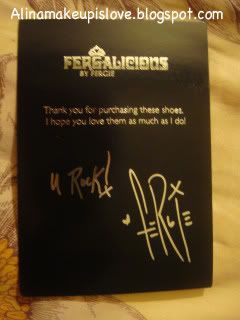 Alinamakeupislove.blogspot.com
FERGALICIOUS
BY FERGIE
Thank you for purchasing these shoes.
I hope you love them as much as I do!
U Rock!
FERGIE